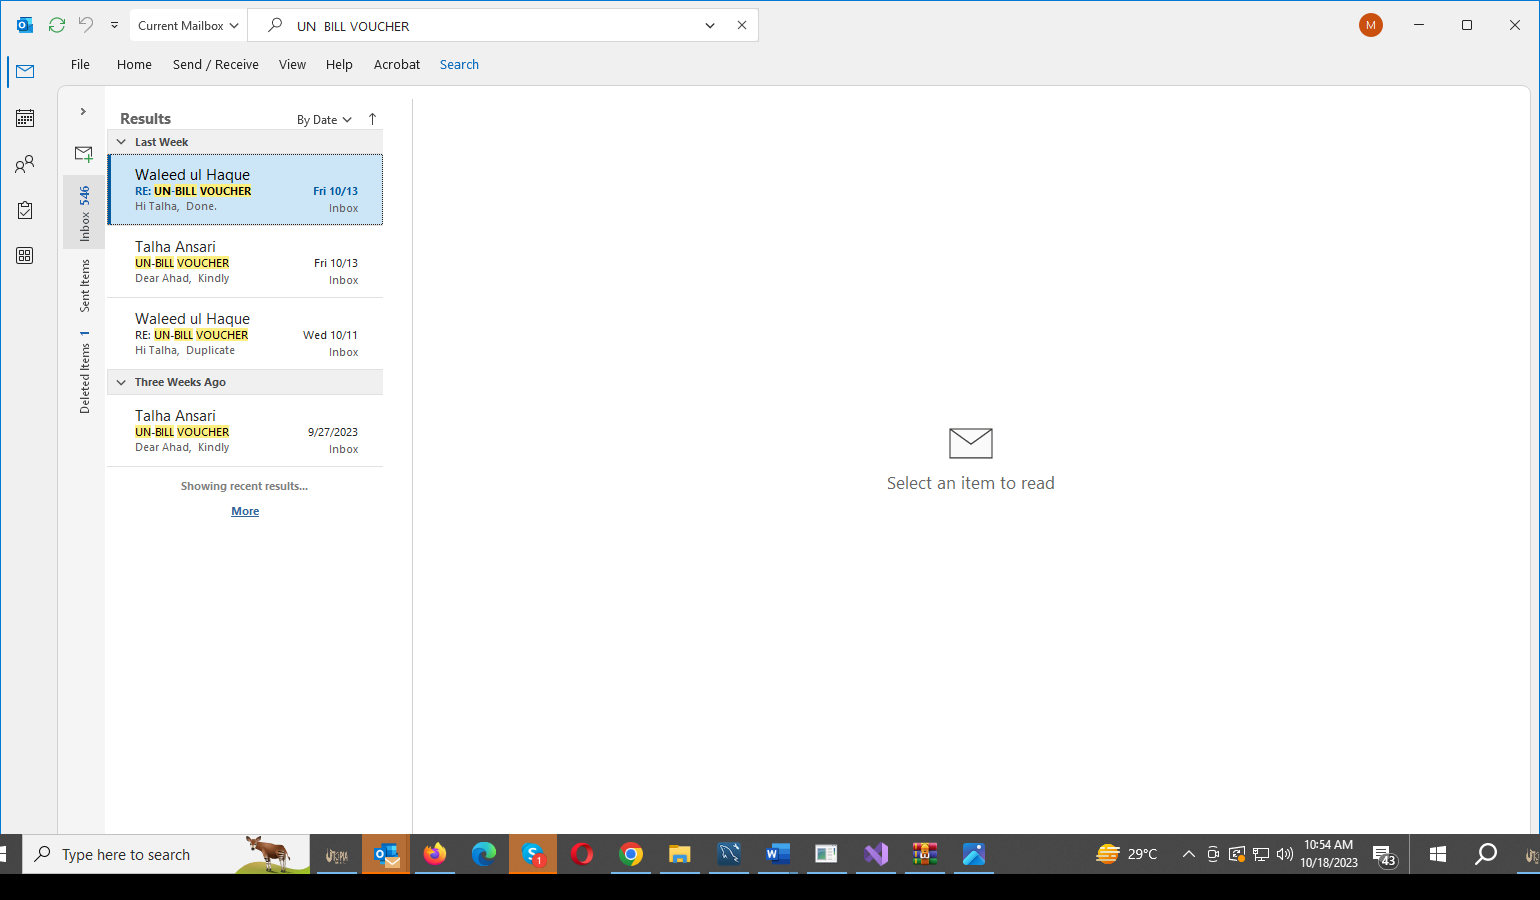 Current Mailbox
UN  BILL VOUCHER
M
File
Home
Send / Receive
View
Help
Acrobat
Search
Inbox 546
Sent Items
Deleted Items 1
Results
By Date
Last Week
Waleed ul Haque
RE: UN-BILL VOUCHER Fri 10/13
Hi Talha,  Done. Inbox
Talha Ansari
UN-BILL VOUCHER Fri 10/13
Dear Ahad,  Kindly Inbox
Waleed ul Haque
RE: UN-BILL VOUCHER Wed 10/11
Hi Talha,  Duplicate Inbox
Three Weeks Ago
Talha Ansari
UN-BILL VOUCHER 9/27/2023
Dear Ahad,  Kindly Inbox
Showing recent results...
More
Select an item to read
Type here to search
1
29°C
10:54 AM
10/18/2023
43